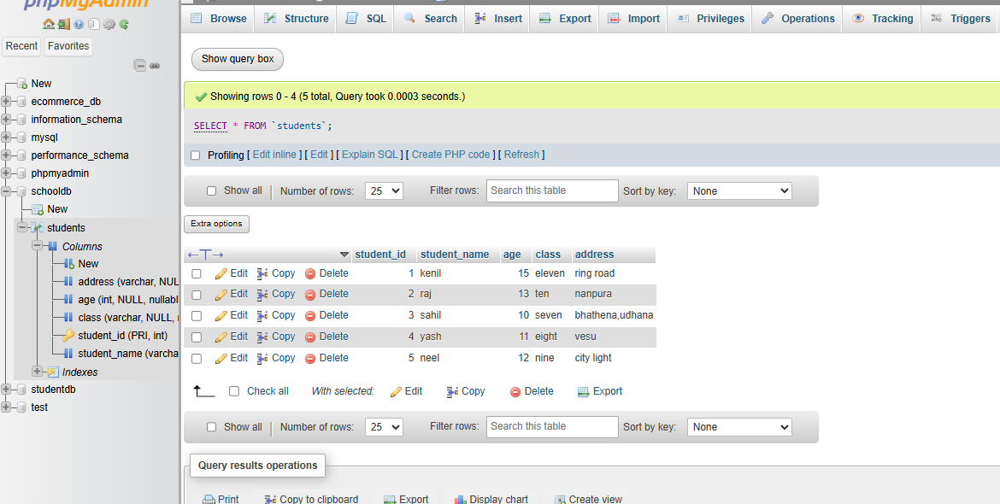 phpMyAdmin
Recent Favorites
New
ecommerce_db
information_schema
mysql
performance_schema
phpmyadmin
schooldb
New
students
Columns
New
address (varchar, NUL
age (int, NULL, nullabl
class (varchar, NULL,
student_id (PRI, int)
student_name (varcha
Indexes
studentdb
test
Browse Structure SQL Search Insert Export Import Privileges Operations Tracking Triggers
Show query box
Showing rows 0 - 4 (5 total, Query took 0.0003 seconds.)
SELECT * FROM `students`;
Profiling [ Edit inline ] [ Edit ] [ Explain SQL ] [ Create PHP code ] [ Refresh ]
Show all Number of rows: 25 Filter rows: Search this table Sort by key: None
Extra options
←T→ student_id student_name age class address
Edit Copy Delete 1 kenil 15 eleven ring road
Edit Copy Delete 2 raj 13 ten nanpura
Edit Copy Delete 3 sahil 10 seven bhathena,udhana
Edit Copy Delete 4 yash 11 eight vesu
Edit Copy Delete 5 neel 12 nine city light
Check all With selected: Edit Copy Delete Export
Show all Number of rows: 25 Filter rows: Search this table Sort by key: None
Query results operations
Print Copy to clipboard Export Display chart Create view